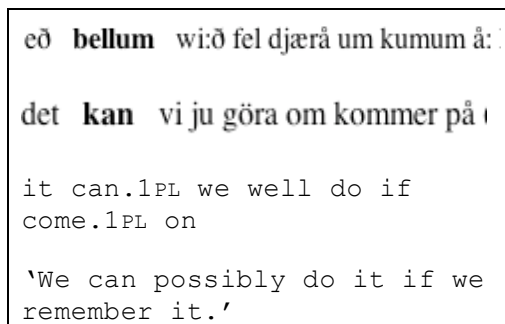 eð bellum wi:ð fel djærå um kumum å:
det kan vi ju göra om kommer på
it can.1PL we well do if
come.1PL on
‘We can possibly do it if we
remember it.’